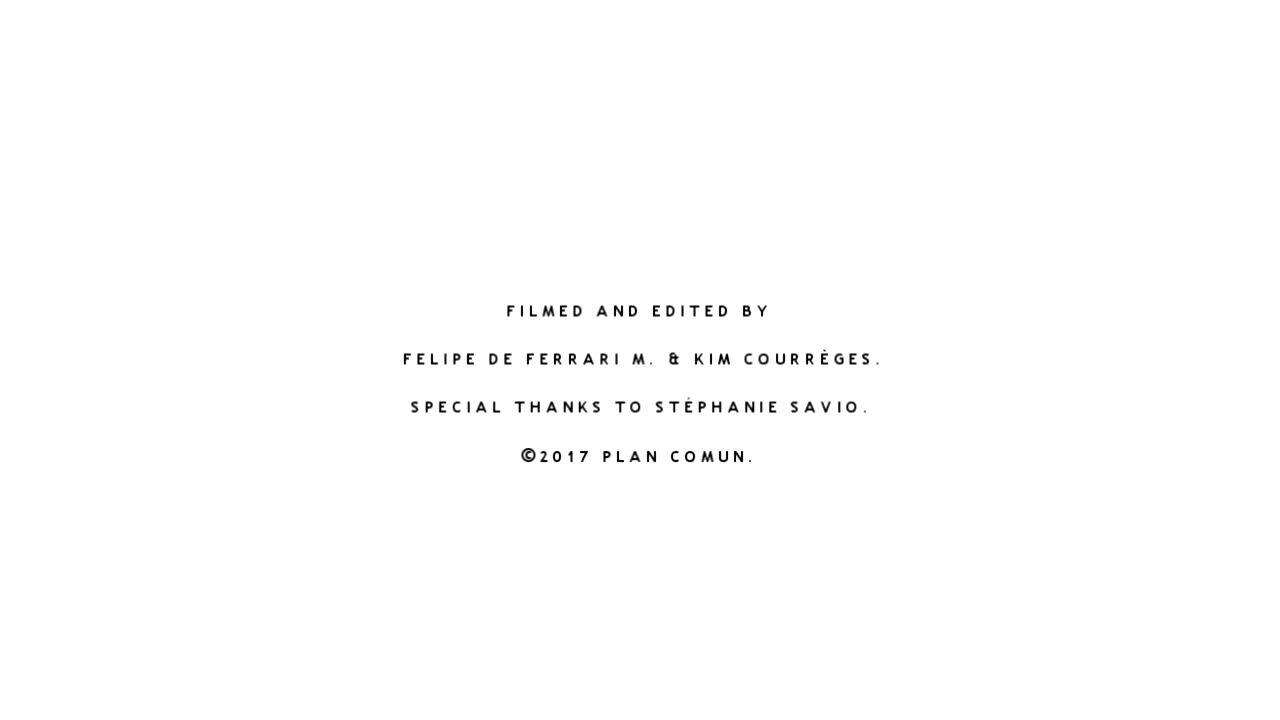 FILMED AND EDITED BY
FELIPE DE FERRARI M. & KIM COURRÈGES.
SPECIAL THANKS TO STÉPHANIE SAVIO.
©2017 PLAN COMUN.